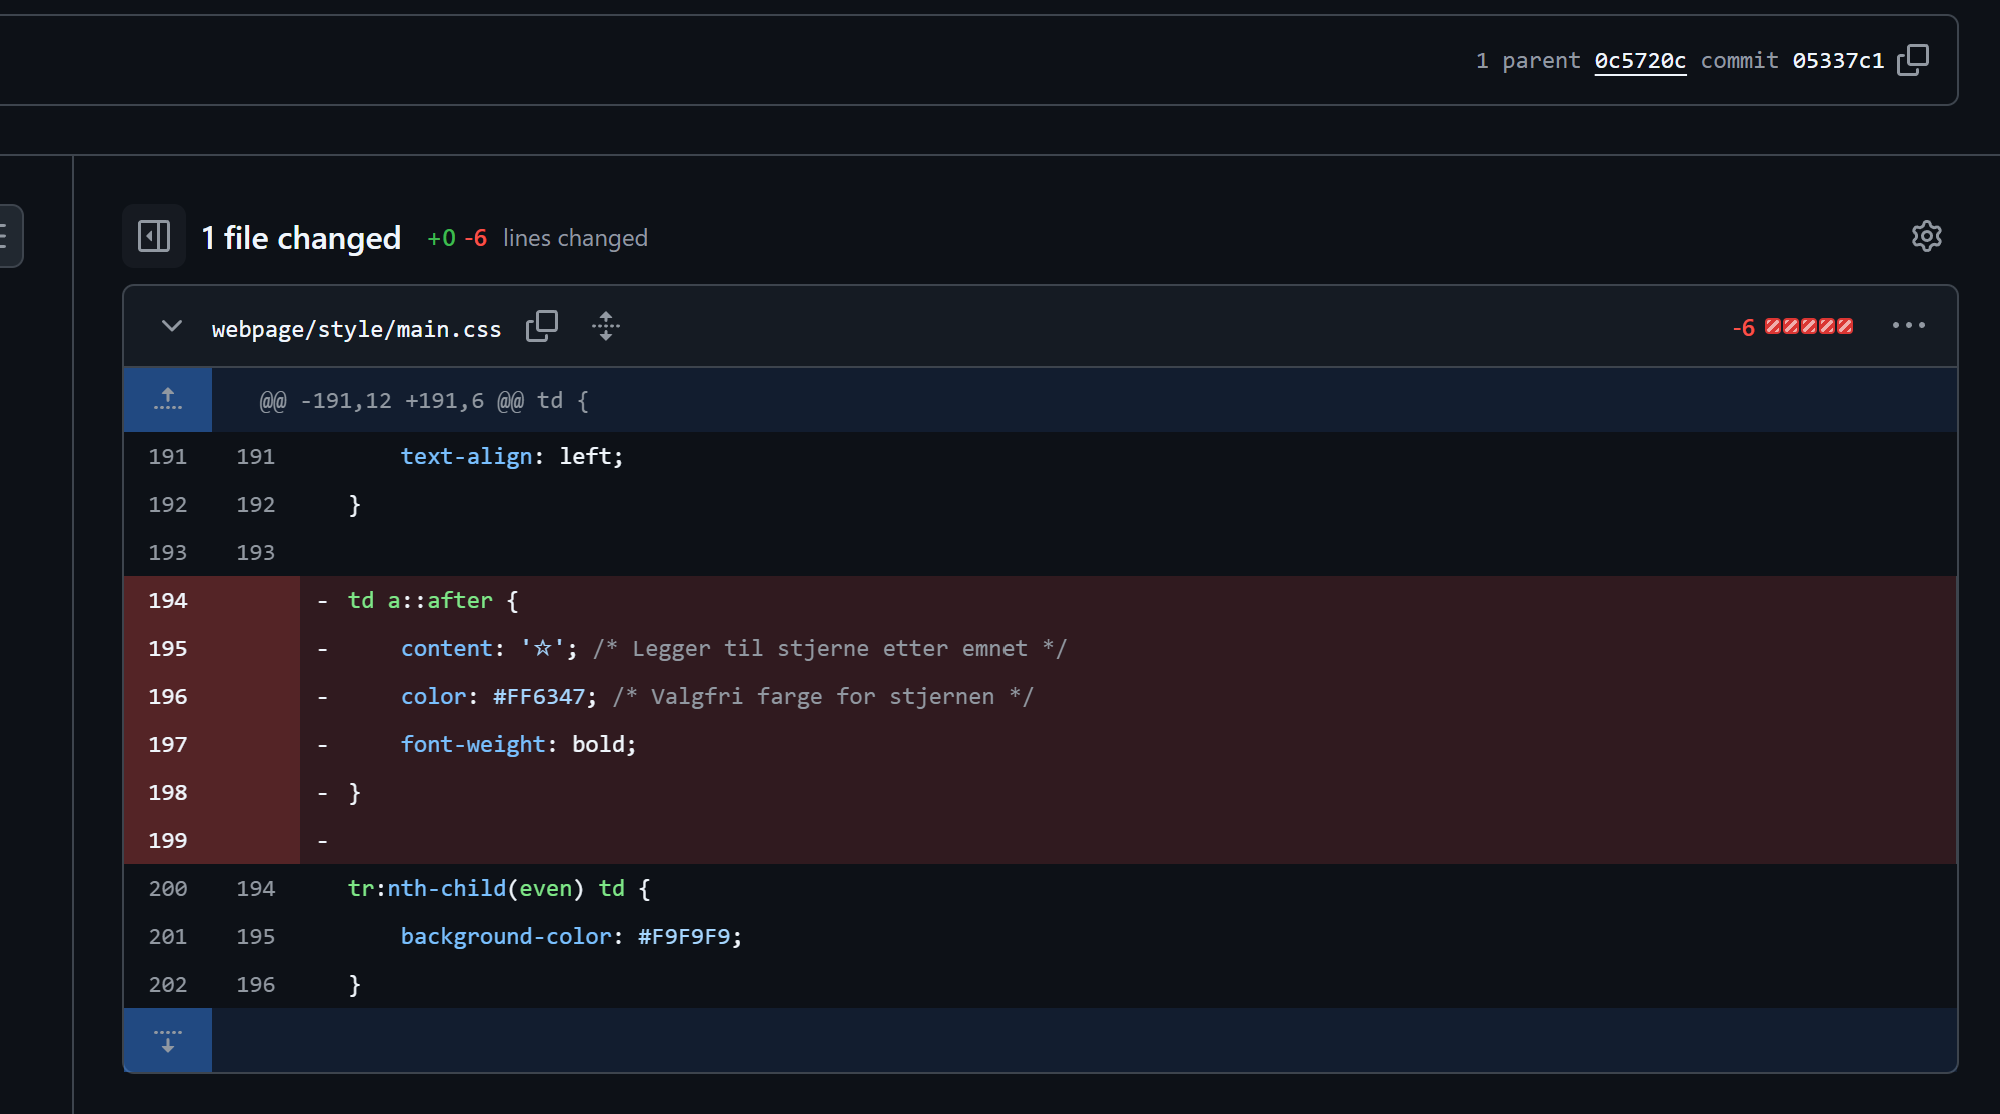 1 parent 0c5720c commit 05337c1
1 file changed +0 -6 lines changed
webpage/style/main.css -6
@@ -191,12 +191,6 @@ td {
191 191 text-align: left;
192 192 }
193 193
194 - td a::after {
195 - content: '☆'; /* Legger til stjerne etter emnet */
196 - color: #FF6347; /* Valgfri farge for stjernen */
197 - font-weight: bold;
198 - }
199 -
200 194 tr:nth-child(even) td {
201 195 background-color: #F9F9F9;
202 196 }